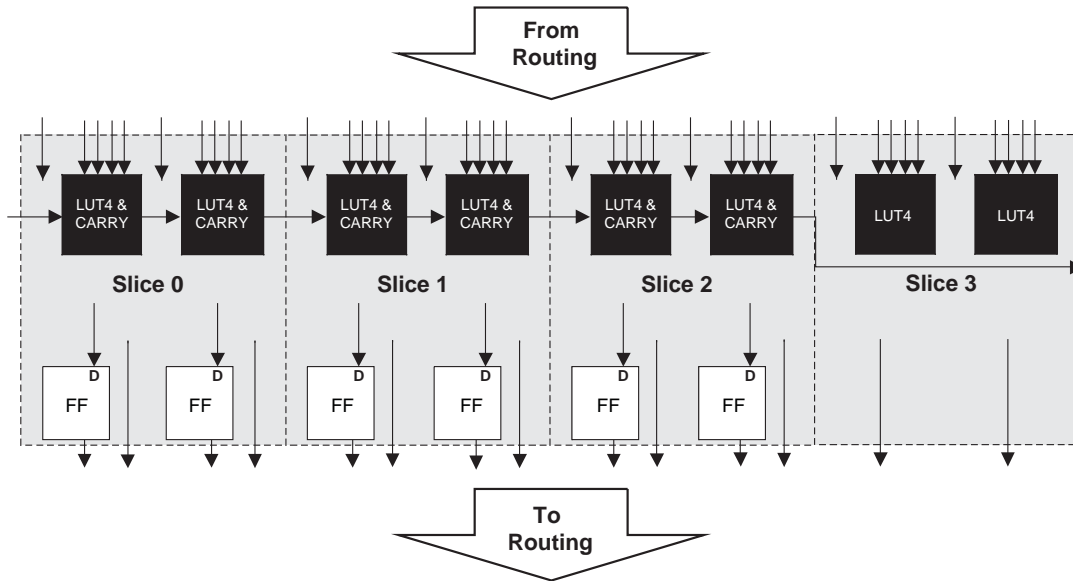 From
Routing
LUT4 &
CARRY
LUT4 &
CARRY
LUT4 &
CARRY
LUT4 &
CARRY
LUT4 &
CARRY
LUT4 &
CARRY
LUT4
LUT4
Slice 0
Slice 1
Slice 2
Slice 3
D
FF
D
FF
D
FF
D
FF
D
FF
D
FF
To
Routing